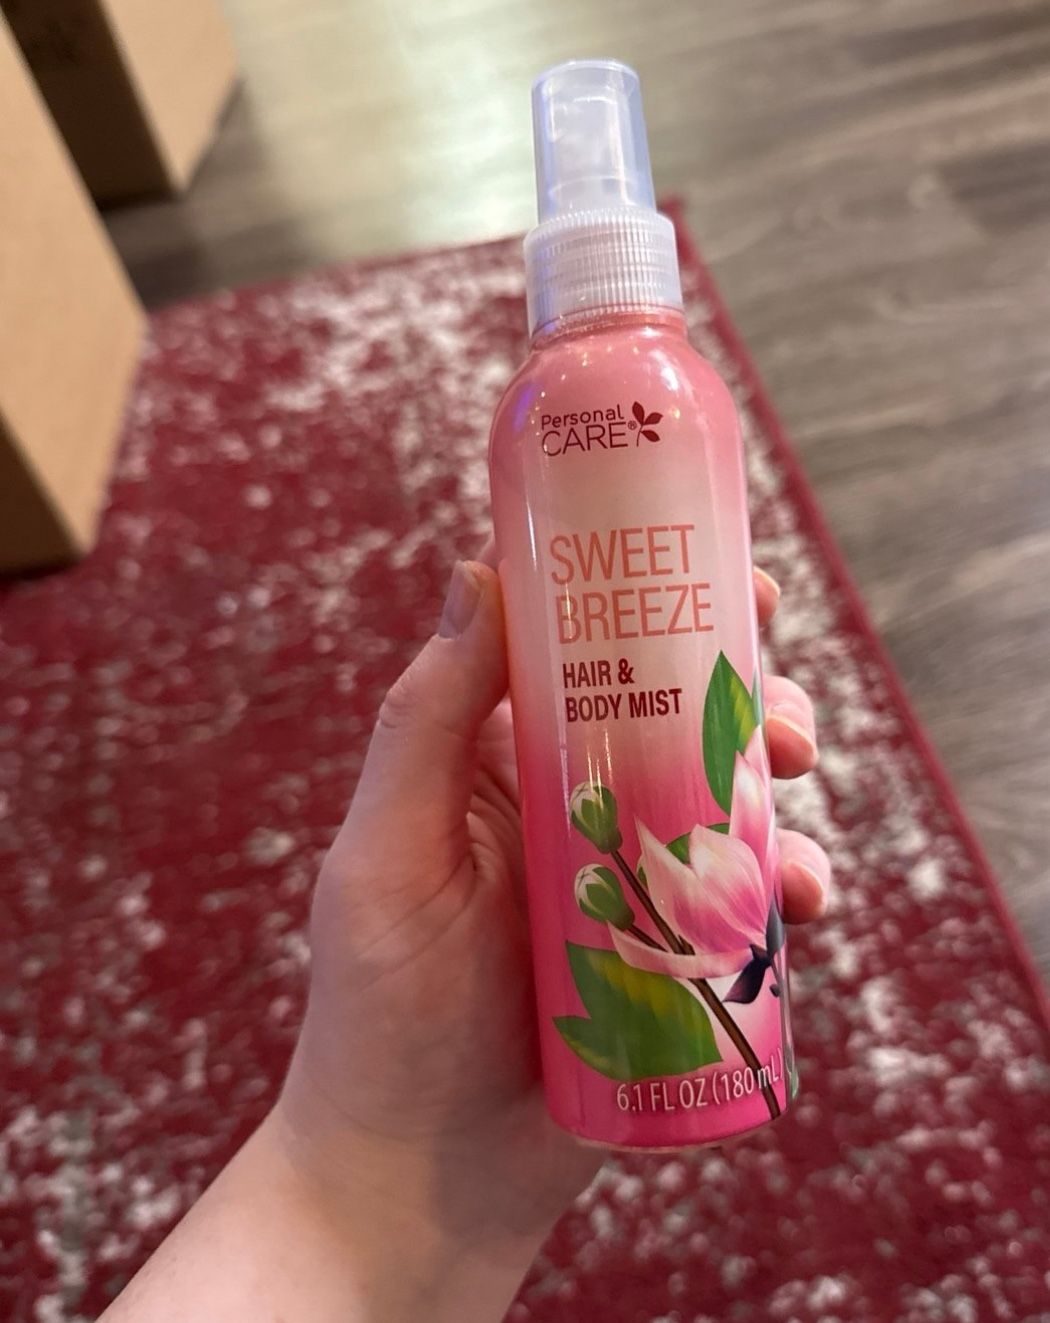 Personal
CARE®
SWEET
BREEZE
HAIR &
BODY MIST
6.1 FL OZ (180 mL)